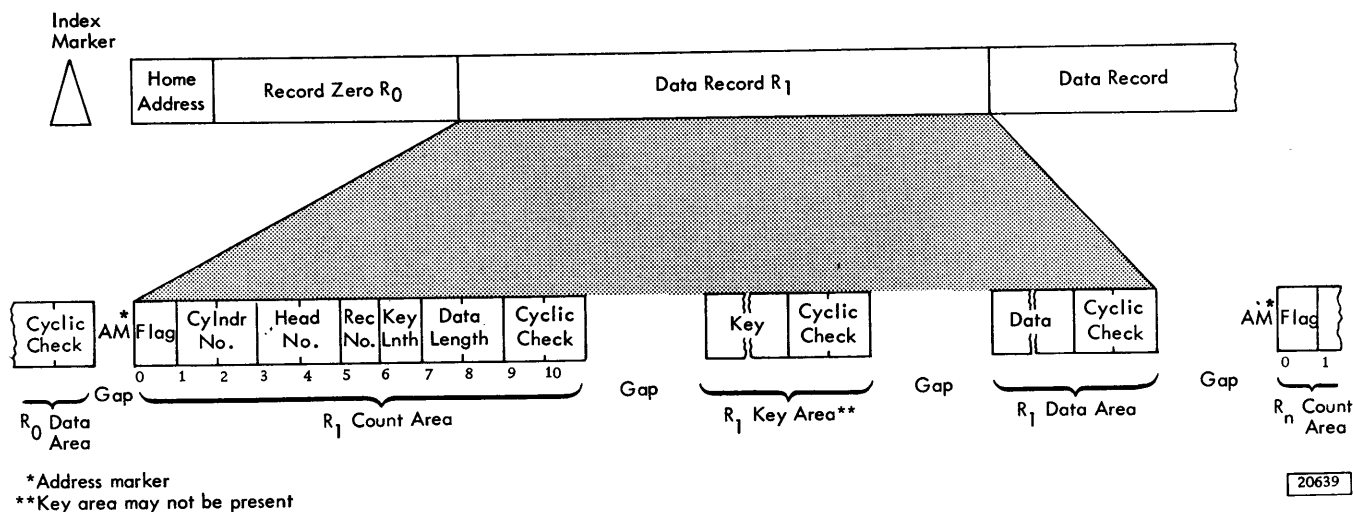 Index
Marker
Home
Address
Record Zero R0
Data Record R1
Data Record
Cyclic
Check
AM*
Flag
Cylndr
No.
Head
No.
Rec
No.
Key
Lnth
Data
Length
Cyclic
Check
Key
Cyclic
Check
Data
Cyclic
Check
AM*
Flag
0 1 2 3 4 5 6 7 8 9 10
0 1
Gap
Gap
Gap
Gap
R0 Data
Area
R1 Count Area
R1 Key Area**
R1 Data Area
Rn Count
Area
*Address marker
**Key area may not be present
20639